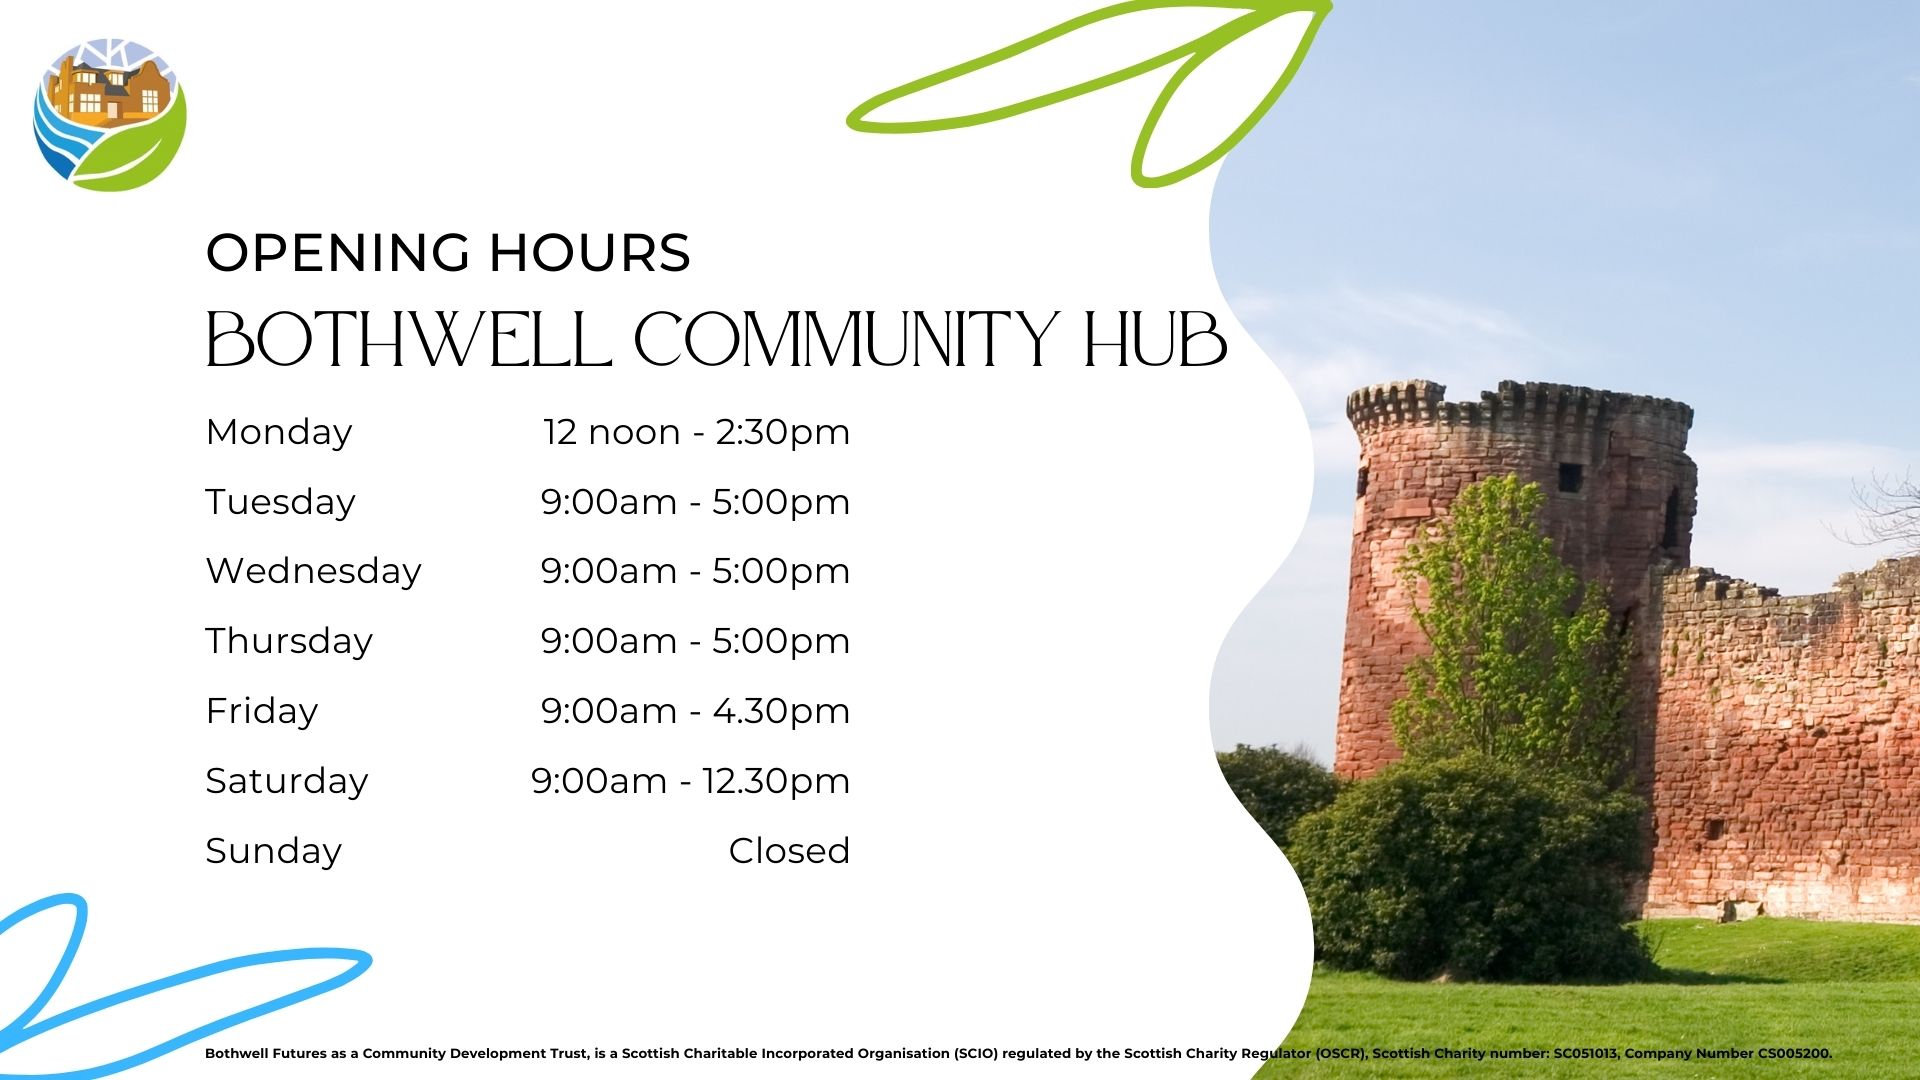 OPENING HOURS
BOTHWELL COMMUNITY HUB
Monday 12 noon - 2:30pm
Tuesday 9:00am - 5:00pm
Wednesday 9:00am - 5:00pm
Thursday 9:00am - 5:00pm
Friday 9:00am - 4.30pm
Saturday 9:00am - 12.30pm
Sunday Closed
Bothwell Futures as a Community Development Trust, is a Scottish Charitable Incorporated Organisation (SCIO) regulated by the Scottish Charity Regulator (OSCR), Scottish Charity number: SC051013, Company Number CS005200.